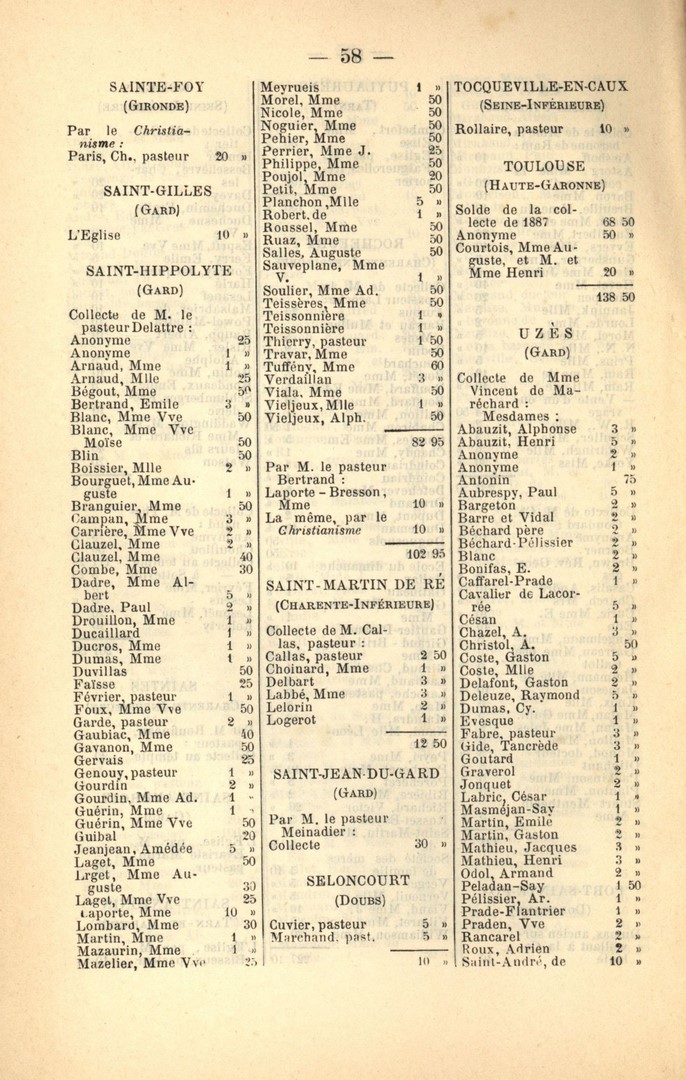 — 58 —
SAINTE-FOY
(GIRONDE)
Par le Christia-
nisme :
Paris, Ch., pasteur 20 »
SAINT-GILLES
(GARD)
L'Eglise 10 »
SAINT-HIPPOLYTE
(GARD)
Collecte de M. le
pasteur Delattre :
Anonyme 25
Anonyme 1 »
Arnaud, Mme 1 »
Arnaud, Mlle 25
Bégout, Mme 50
Bertrand, Emile 3 »
Blanc, Mme Vve 50
Blanc, Mme Vve
Moïse 50
Blin 50
Boissier, Mlle 2 »
Bourguet, Mme Au-
guste 1 »
Branguier, Mme 50
Campan, Mme 3 »
Carrière, Mme Vve 2 »
Clauzel, Mme 2 »
Clauzel, Mme 40
Combe, Mme 30
Dadre, Mme Al-
bert 5 »
Dadre, Paul 2 »
Drouillon, Mme 1 »
Ducaillard 1 »
Ducros, Mme 1 »
Dumas, Mme 1 »
Duvillas 50
Faïsse 25
Février, pasteur 1 »
Foux, Mme Vve 50
Garde, pasteur 2 »
Gaubiac, Mme 40
Gavanon, Mme 50
Gervais 25
Genouy, pasteur 1 »
Gourdin 2 »
Gourdin, Mme Ad. 1 »
Guérin, Mme 1 »
Guérin, Mme Vve 50
Guibal 20
Jeanjean, Amédée 5 »
Laget, Mme 50
Lrget, Mme Au-
guste 30
Laget, Mme Vve 25
Laporte, Mme 10 »
Lombard, Mme 30
Martin, Mme 1 »
Mazaurin, Mme 1 »
Mazelier, Mme Vve 25
Meyrueis 1 »
Morel, Mme 50
Nicole, Mme 50
Noguier, Mme 50
Pehier, Mme 50
Perrier, Mme J. 25
Philippe, Mme 50
Poujol, Mme 20
Petit, Mme 50
Planchon, Mlle 5 »
Robert, de 1 »
Roussel, Mme 50
Ruaz, Mme 50
Salles, Auguste 50
Sauveplane, Mme
V. 1 »
Soulier, Mme Ad. 50
Teissères, Mme 50
Teissonnière 1 »
Teissonnière 1 »
Thierry, pasteur 1 50
Travar, Mme 50
Tuffény, Mme 60
Verdaillan 3 »
Viala, Mme 50
Vieljeux, Mlle 1 »
Vieljeux, Alph. 50
82 95
Par M. le pasteur
Bertrand :
Laporte-Bresson,
Mme 10 »
La même, par le
Christianisme 10 »
102 95
SAINT-MARTIN DE RÉ
(CHARENTE-INFÉRIEURE)
Collecte de M. Cal-
las, pasteur :
Callas, pasteur 2 50
Choinard, Mme 1 »
Delbart 3 »
Labbé, Mme 3 »
Lelorin 2 »
Logerot 1 »
12 50
SAINT-JEAN-DU-GARD
(GARD)
Par M. le pasteur
Meinadier :
Collecte 30 »
SELONCOURT
(DOUBS)
Cuvier, pasteur 5 »
Marchand, past. 5 »
10 »
TOCQUEVILLE-EN-CAUX
(SEINE-INFÉRIEURE)
Rollaire, pasteur 10 »
TOULOUSE
(HAUTE-GARONNE)
Solde de la col-
lecte de 1887 68 50
Anonyme 50 »
Courtois, Mme Au-
guste, et M. et
Mme Henri 20 »
138 50
UZÈS
(GARD)
Collecte de Mme
Vincent de Ma-
réchard :
Mesdames :
Abauzit, Alphonse 3 »
Abauzit, Henri 5 »
Anonyme 2 »
Anonyme 1 »
Antonin 75
Aubrespy, Paul 5 »
Bargeton 2 »
Barre et Vidal 2 »
Béchard père 2 »
Béchard-Pélissier 2 »
Blanc 2 »
Bonifas, E. 2 »
Caffarel-Prade 1 »
Cavalier de Lacor-
rée 5 »
Césan 1 »
Chazel, A. 3 »
Christol, A. 50
Coste, Gaston 5 »
Coste, Mlle 2 »
Delafont, Gaston 2 »
Deleuze, Raymond 5 »
Dumas, Cy. 1 »
Evesque 1 »
Fabre, pasteur 3 »
Gide, Tancrède 3 »
Goutard 1 »
Graverol 2 »
Jonquet 2 »
Labric, César 1 »
Masméjan-Say 1 »
Martin, Emile 2 »
Martin, Gaston 2 »
Mathieu, Jacques 3 »
Mathieu, Henri 3 »
Odol, Armand 2 »
Peladan-Say 1 50
Pélissier, Ar. 1 »
Prade-Flantrier 1 »
Praden, Vve 2 »
Rancarel 2 »
Roux, Adrien 2 »
Saint-André, de 10 »